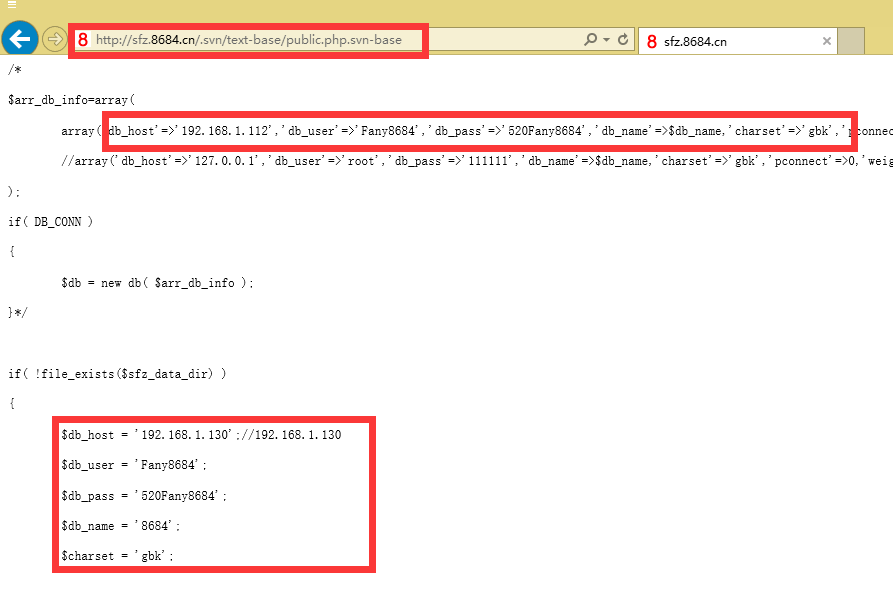 http://sfz.8684.cn/.svn/text-base/public.php.svn-base
sfz.8684.cn
/*
$arr_db_info=array(
array('db_host'=>'192.168.1.112','db_user'=>'Fany8684','db_pass'=>'520Fany8684','db_name'=>$db_name,'charset'=>'gbk','pconnec
//array('db_host'=>'127.0.0.1','db_user'=>'root','db_pass'=>'111111','db_name'=>$db_name,'charset'=>'gbk','pconnect'=>0,'weig
);
if( DB_CONN )
{
$db = new db( $arr_db_info );
}*/
if( !file_exists($sfz_data_dir) )
{
$db_host = '192.168.1.130';//192.168.1.130
$db_user = 'Fany8684';
$db_pass = '520Fany8684';
$db_name = '8684';
$charset = 'gbk';